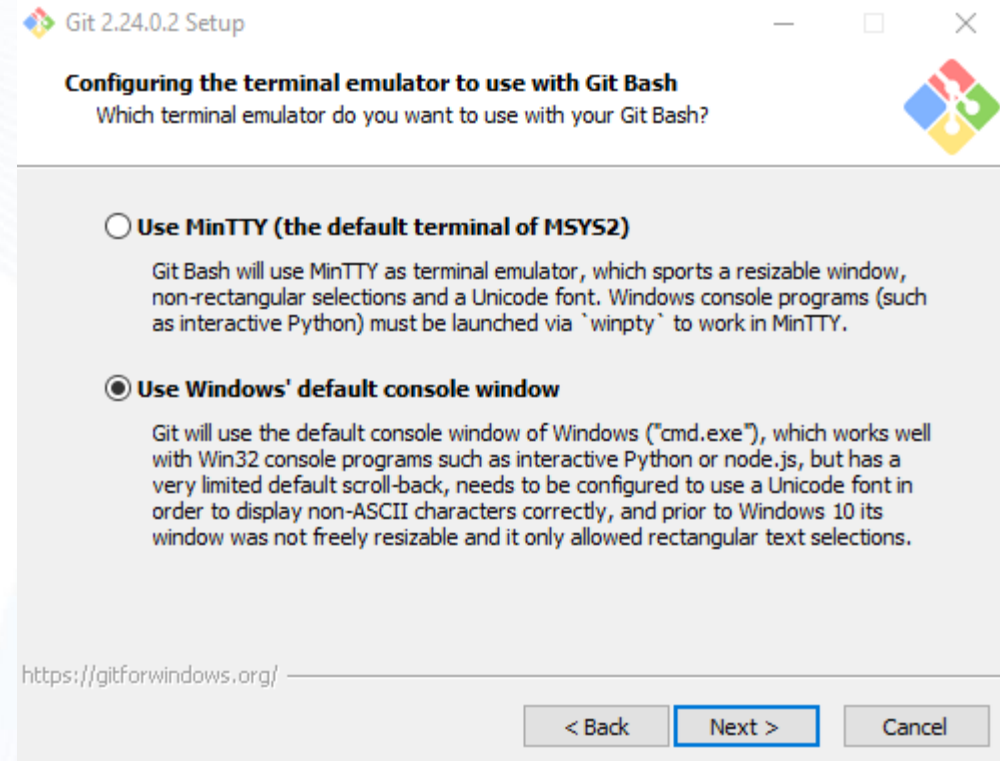 Git 2.24.0.2 Setup
Configuring the terminal emulator to use with Git Bash
Which terminal emulator do you want to use with your Git Bash?
Use MinTTY (the default terminal of MSYS2)
Git Bash will use MinTTY as terminal emulator, which sports a resizable window,
non-rectangular selections and a Unicode font. Windows console programs (such
as interactive Python) must be launched via `winpty` to work in MinTTY.
Use Windows' default console window
Git will use the default console window of Windows ("cmd.exe"), which works well
with Win32 console programs such as interactive Python or node.js, but has a
very limited default scroll-back, needs to be configured to use a Unicode font in
order to display non-ASCII characters correctly, and prior to Windows 10 its
window was not freely resizable and it only allowed rectangular text selections.
https://gitforwindows.org/
< Back Next > Cancel